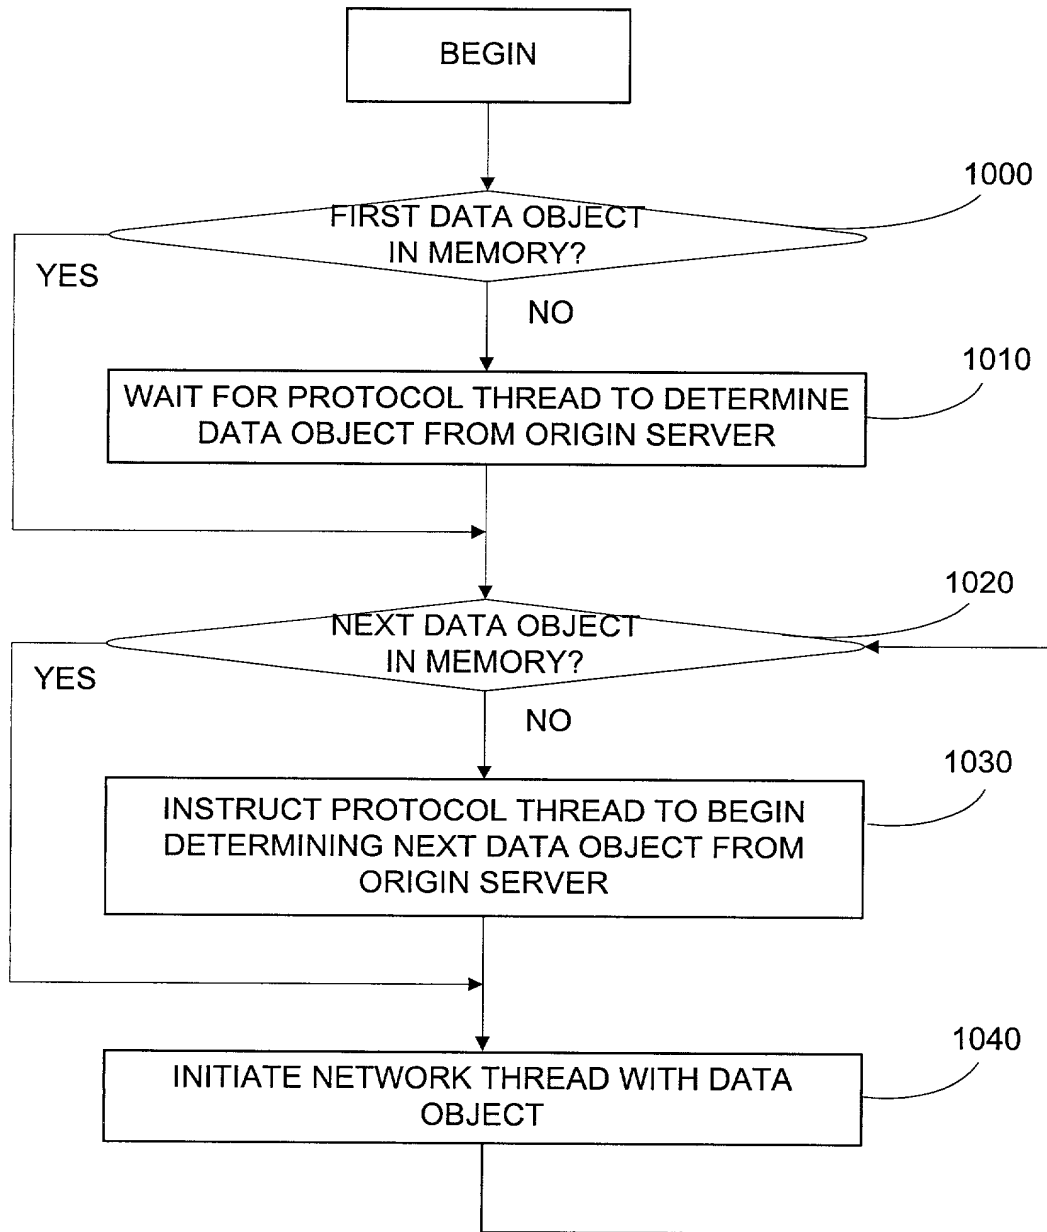 BEGIN
1000
FIRST DATA OBJECT
IN MEMORY?
YES
NO
1010
WAIT FOR PROTOCOL THREAD TO DETERMINE
DATA OBJECT FROM ORIGIN SERVER
1020
NEXT DATA OBJECT
IN MEMORY?
YES
NO
1030
INSTRUCT PROTOCOL THREAD TO BEGIN
DETERMINING NEXT DATA OBJECT FROM
ORIGIN SERVER
1040
INITIATE NETWORK THREAD WITH DATA
OBJECT